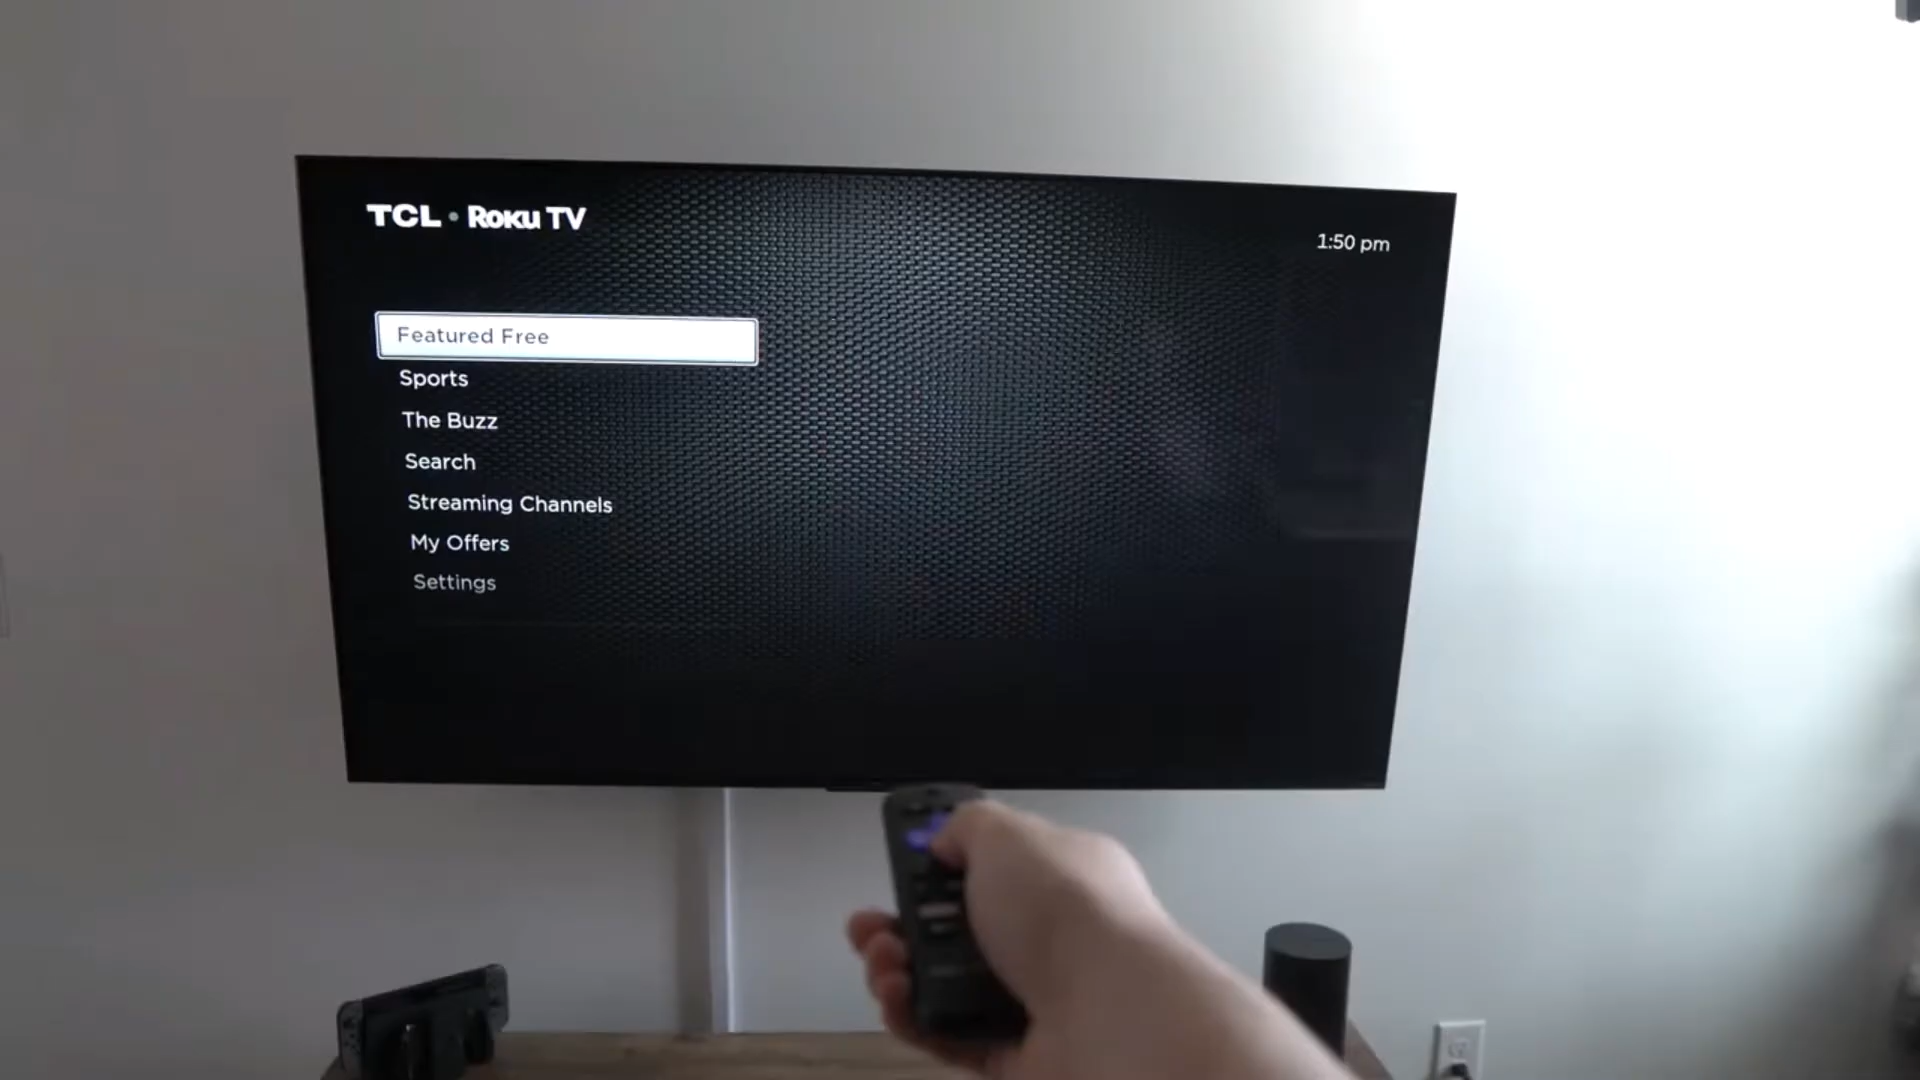 TCL • Roku TV
1:50 pm
Featured Free
Sports
The Buzz
Search
Streaming Channels
My Offers
Settings